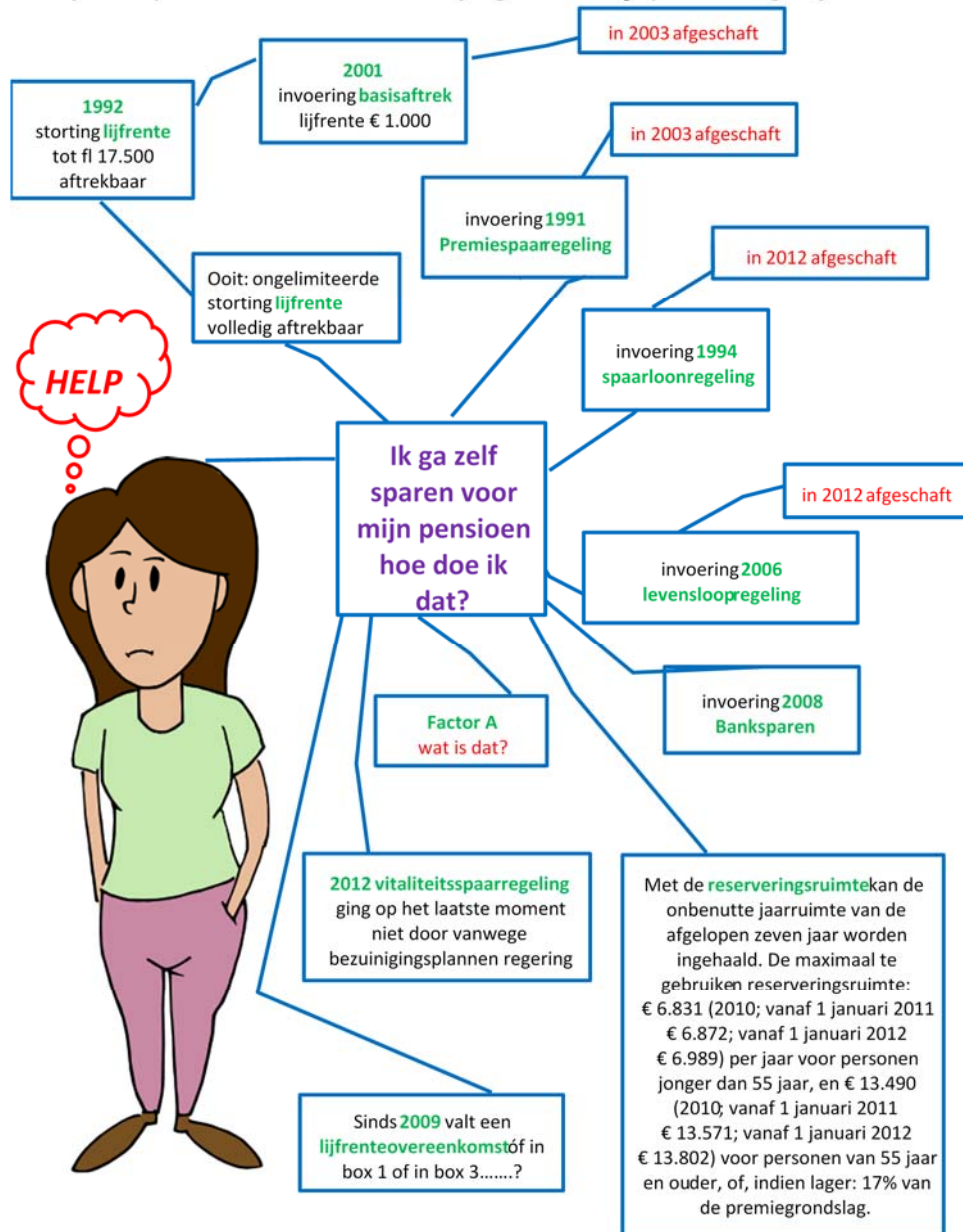 in 2003 afgeschaft
2001
invoering basisaftrek
lijfrente € 1.000
1992
storting lijfrente
tot fl 17.500
aftrekbaar
in 2003 afgeschaft
invoering 1991
Premiespaarregeling
Ooit: ongelimiteerde
storting lijfrente
volledig aftrekbaar
in 2012 afgeschaft
invoering 1994
spaarloonregeling
HELP
Ik ga zelf
sparen voor
mijn pensioen
hoe doe ik
dat?
in 2012 afgeschaft
invoering 2006
levensloopregeling
invoering 2008
Banksparen
Factor A
wat is dat?
2012 vitaliteitsspaarregeling
ging op het laatste moment
niet door vanwege
bezuinigingsplannen regering
Met de reserveringsruimte kan de
onbenutte jaarruimte van de
afgelopen zeven jaar worden
ingehaald. De maximaal te
gebruiken reserveringsruimte:
€ 6.831 (2010; vanaf 1 januari 2011
€ 6.872; vanaf 1 januari 2012
€ 6.989) per jaar voor personen
jonger dan 55 jaar, en € 13.490
(2010; vanaf 1 januari 2011
€ 13.571; vanaf 1 januari 2012
€ 13.802) voor personen van 55 jaar
en ouder, of, indien lager: 17% van
de premiegrondslag.
Sinds 2009 valt een
lijfrenteovereenkomst óf in
box 1 of in box 3.......?